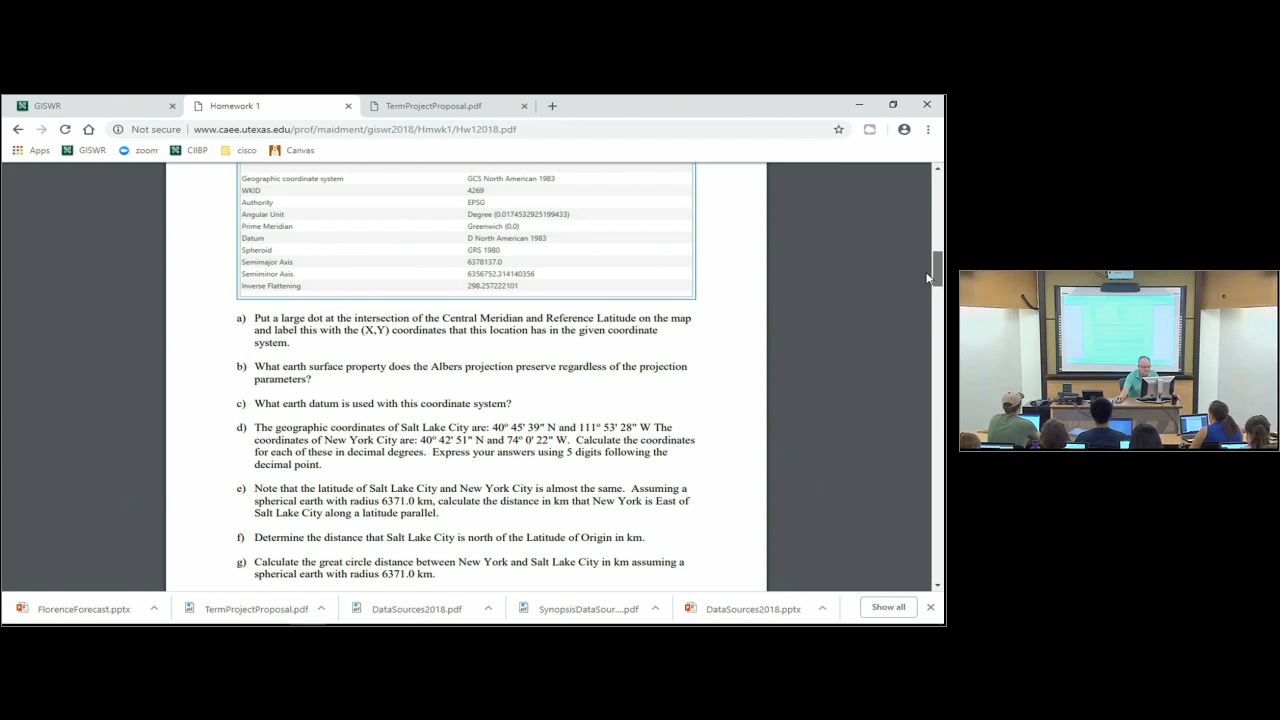 GISWR
Homework 1
TermProjectProposal.pdf
Not secure
www.caee.utexas.edu/prof/maidment/giswr2018/Hmwk1/Hw12018.pdf
Apps GISWR zoom CIIBP cisco Canvas
Geographic coordinate system GCS North American 1983
WKID 4269
Authority EPSG
Angular Unit Degree (0.0174532925199433)
Prime Meridian Greenwich (0.0)
Datum D North American 1983
Spheroid GRS 1980
Semimajor Axis 6378137.0
Semiminor Axis 6356752.314140356
Inverse Flattening 298.257222101
a) Put a large dot at the intersection of the Central Meridian and Reference Latitude on the map
and label this with the (X,Y) coordinates that this location has in the given coordinate
system.
b) What earth surface property does the Albers projection preserve regardless of the projection
parameters?
c) What earth datum is used with this coordinate system?
d) The geographic coordinates of Salt Lake City are: 40º 45' 39" N and 111º 53' 28" W The
coordinates of New York City are: 40º 42' 51" N and 74º 0' 22" W. Calculate the coordinates
for each of these in decimal degrees. Express your answers using 5 digits following the
decimal point.
e) Note that the latitude of Salt Lake City and New York City is almost the same. Assuming a
spherical earth with radius 6371.0 km, calculate the distance in km that New York is East of
Salt Lake City along a latitude parallel.
f) Determine the distance that Salt Lake City is north of the Latitude of Origin in km.
g) Calculate the great circle distance between New York and Salt Lake City in km assuming a
spherical earth with radius 6371.0 km.
FlorenceForecast.pptx
TermProjectProposal.pdf
DataSources2018.pdf
SynopsisDataSour....pdf
DataSources2018.pptx
Show all